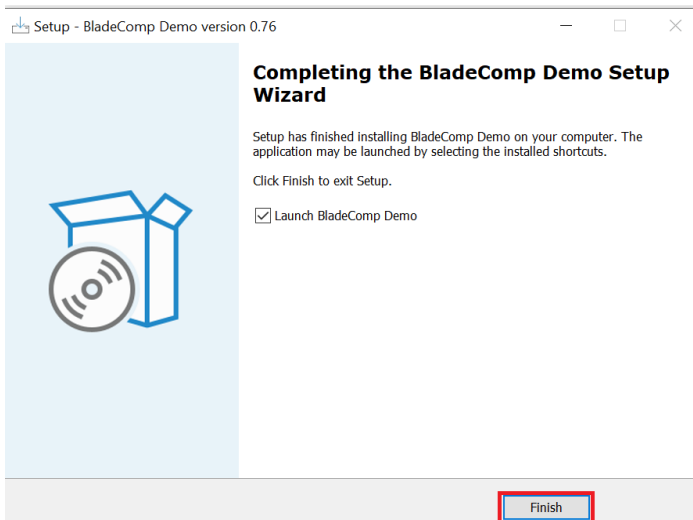 Setup - BladeComp Demo version 0.76
Completing the BladeComp Demo Setup
Wizard
Setup has finished installing BladeComp Demo on your computer. The
application may be launched by selecting the installed shortcuts.
Click Finish to exit Setup.
Launch BladeComp Demo
Finish